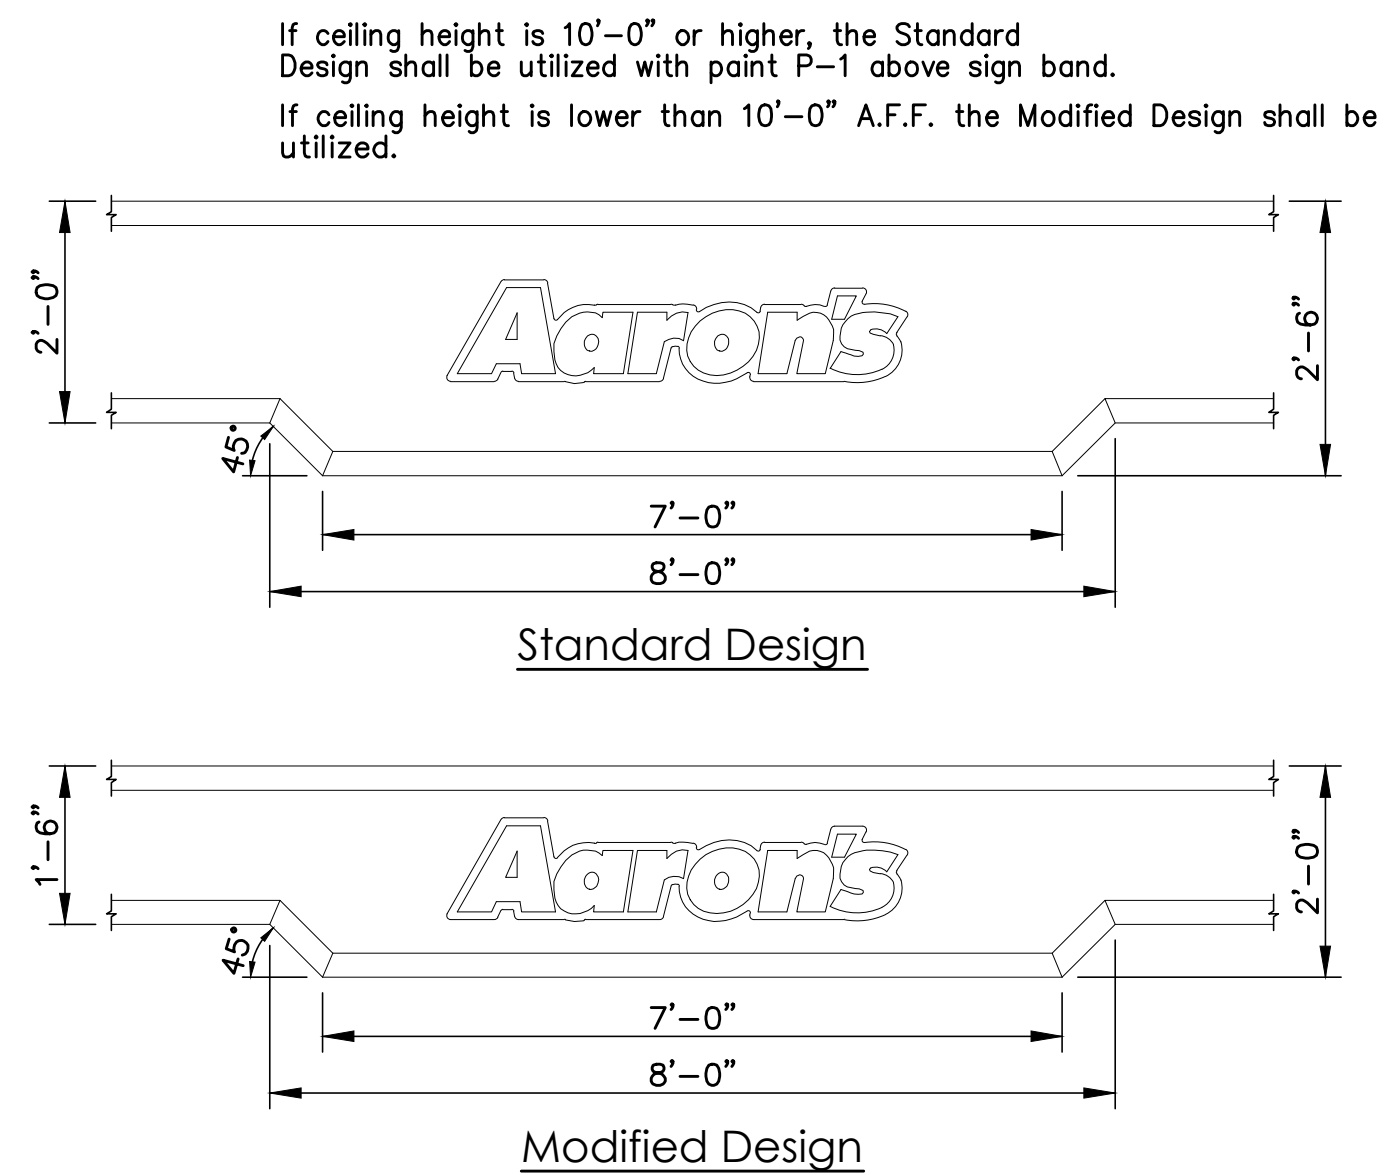 If ceiling height is 10'-0" or higher, the Standard
Design shall be utilized with paint P-1 above sign band.
If ceiling height is lower than 10'-0" A.F.F. the Modified Design shall be
utilized.
2'-0"
Aaron's
2'-6"
45°
7'-0"
8'-0"
Standard Design
1'-6"
Aaron's
2'-0"
45°
7'-0"
8'-0"
Modified Design